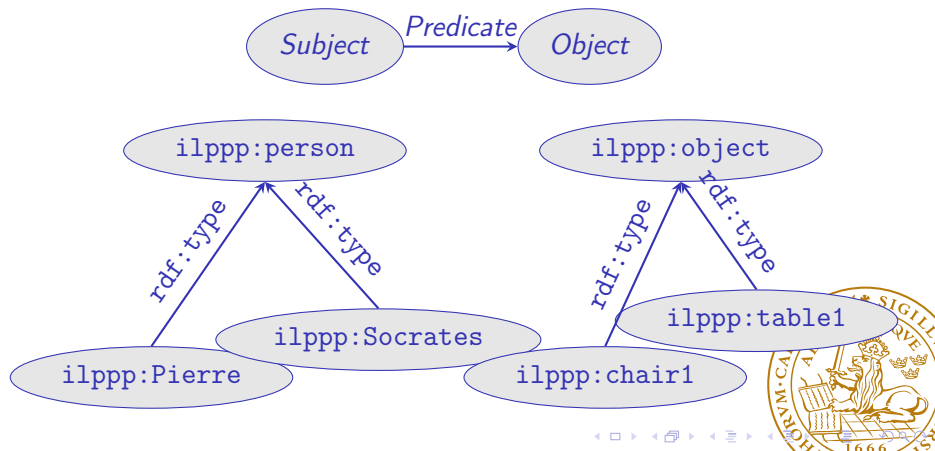 Predicate
Subject Object
ilppp:person ilppp:object
rdf:type rdf:type rdf:type rdf:type
ilppp:Socrates ilppp:table1
ilppp:Pierre ilppp:chair1
SIGILL
1666